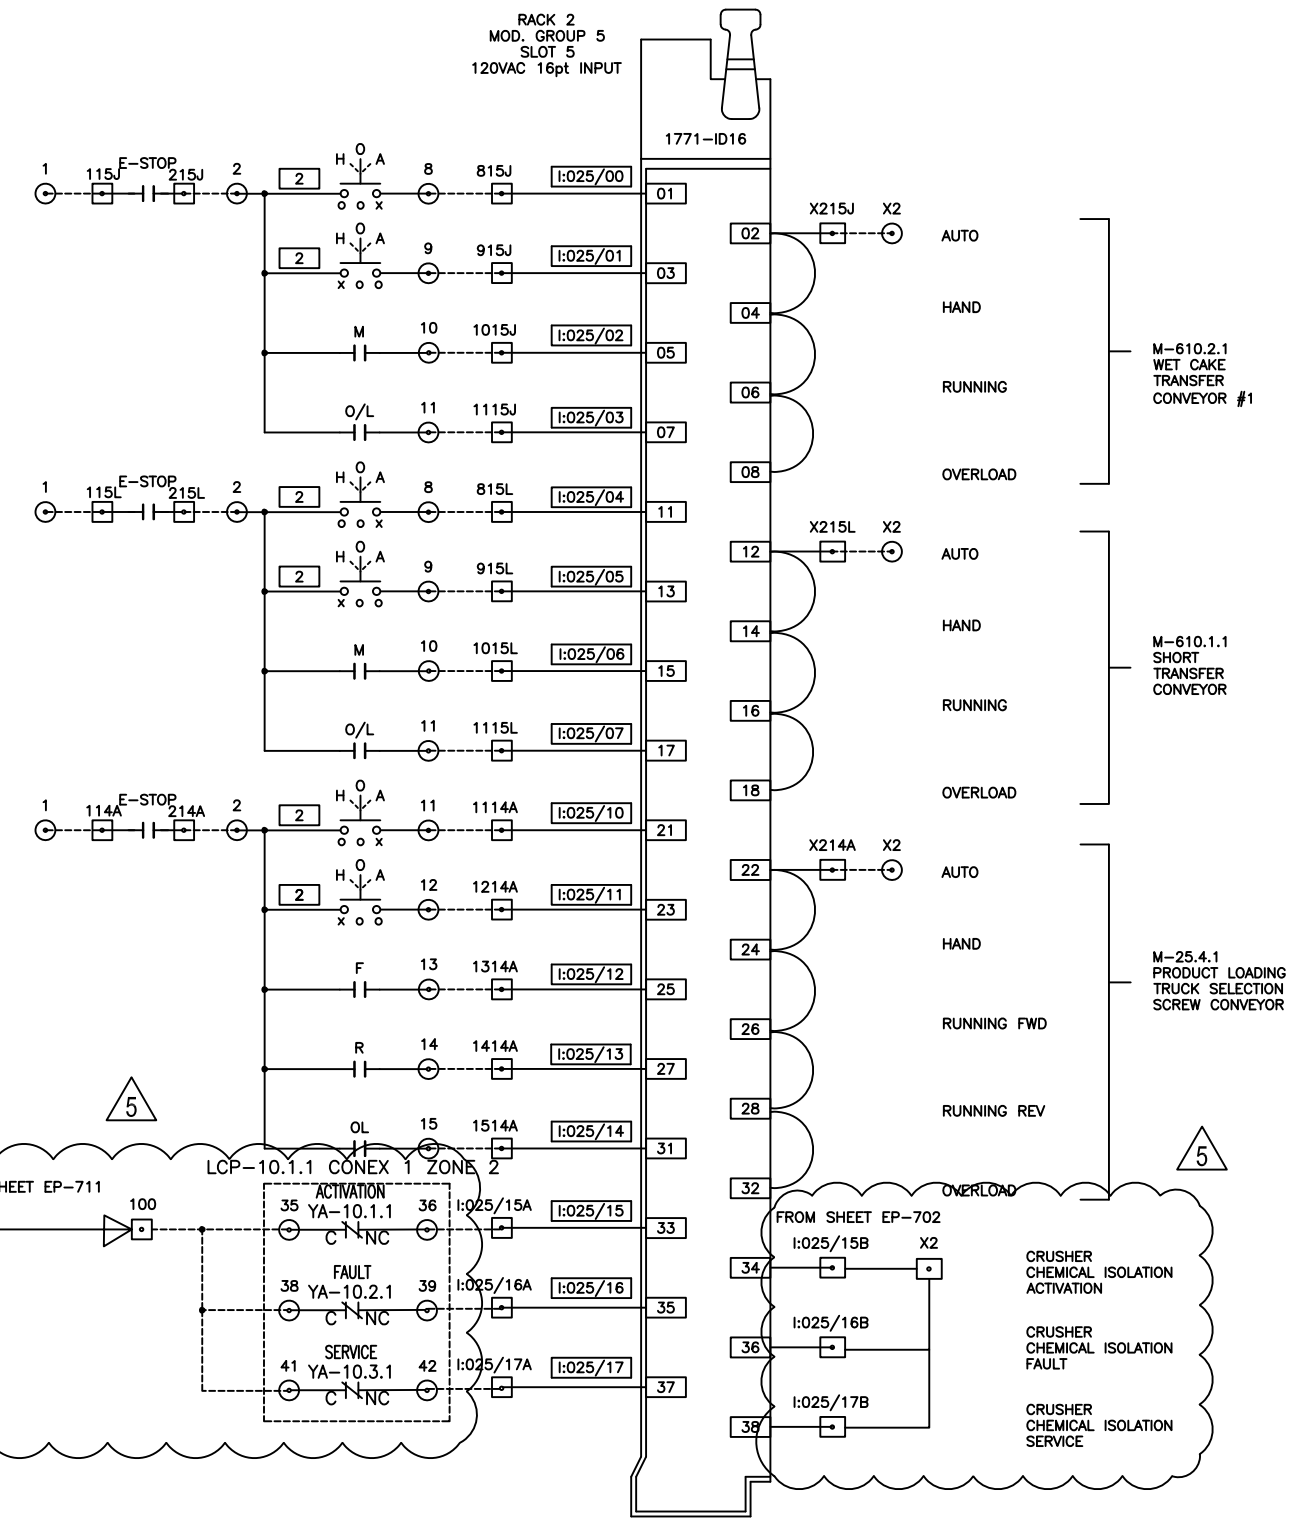 RACK 2
MOD. GROUP 5
SLOT 5
120VAC 16pt INPUT
1771-ID16
1 115J E-STOP 215J 2
2 H O A O O X 8 815J I:025/00 01
02 X215J X2 AUTO
2 H O A X O O 9 915J I:025/01 03
04 HAND
M 10 1015J I:025/02 05
06 RUNNING
O/L 11 1115J I:025/03 07
08 OVERLOAD
M-610.2.1
WET CAKE
TRANSFER
CONVEYOR #1
1 115L E-STOP 215L 2
2 H O A O O X 8 815L I:025/04 11
12 X215L X2 AUTO
2 H O A X O O 9 915L I:025/05 13
14 HAND
M 10 1015L I:025/06 15
16 RUNNING
O/L 11 1115L I:025/07 17
18 OVERLOAD
M-610.1.1
SHORT
TRANSFER
CONVEYOR
1 114A E-STOP 214A 2
2 H O A O O X 11 1114A I:025/10 21
22 X214A X2 AUTO
2 H O A X O O 12 1214A I:025/11 23
24 HAND
F 13 1314A I:025/12 25
26 RUNNING FWD
R 14 1414A I:025/13 27
28 RUNNING REV
OL 15 1514A I:025/14 31
32 OVERLOAD
M-25.4.1
PRODUCT LOADING
TRUCK SELECTION
SCREW CONVEYOR
5
5
LCP-10.1.1 CONEX 1 ZONE 2
HEET EP-711
100
ACTIVATION
35 YA-10.1.1 36 I:025/15A I:025/15 33
C NC
FAULT
38 YA-10.2.1 39 I:025/16A I:025/16 35
C NC
SERVICE
41 YA-10.3.1 42 I:025/17A I:025/17 37
C NC
FROM SHEET EP-702
34 I:025/15B X2
CRUSHER
CHEMICAL ISOLATION
ACTIVATION
36 I:025/16B
CRUSHER
CHEMICAL ISOLATION
FAULT
38 I:025/17B
CRUSHER
CHEMICAL ISOLATION
SERVICE